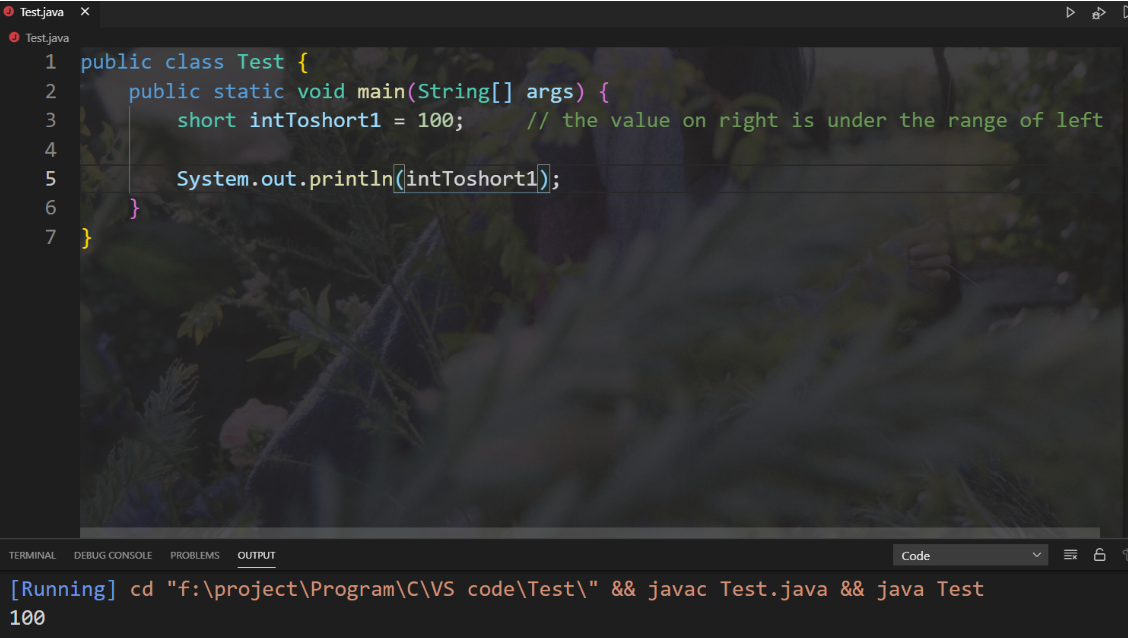 Test.java
Test.java
1 public class Test {
2 public static void main(String[] args) {
3 short intToshort1 = 100; // the value on right is under the range of left
4
5 System.out.println(intToshort1);
6 }
7 }
TERMINAL DEBUG CONSOLE PROBLEMS OUTPUT Code
[Running] cd "f:\project\Program\C\VS code\Test\" && javac Test.java && java Test
100